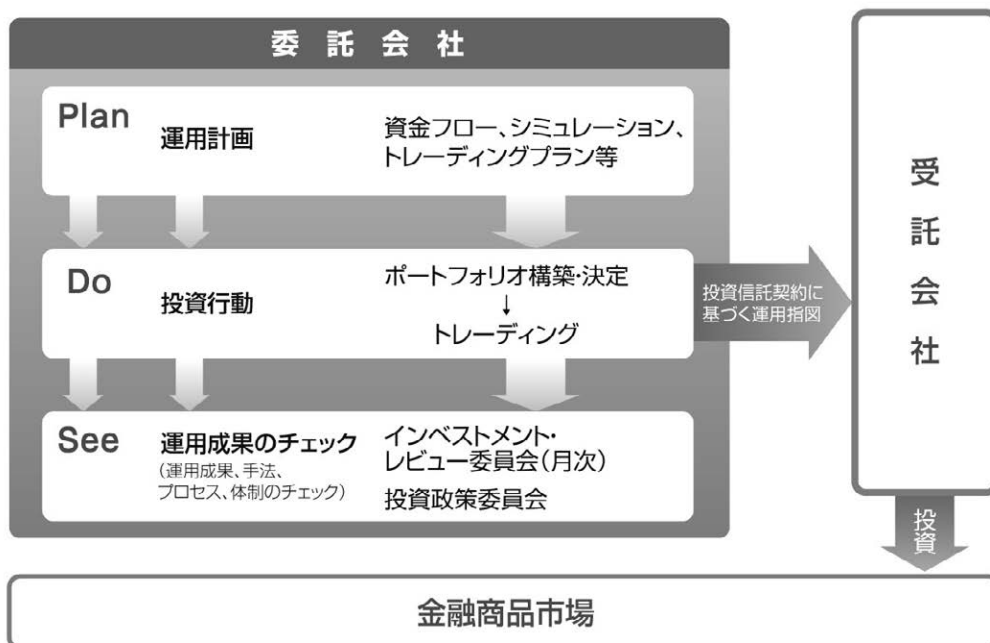 委託会社
Plan
運用計画
資金フロー、シミュレーション、
トレーディングプラン等
Do
投資行動
ポートフォリオ構築・決定
↓
トレーディング
投資信託契約に
基づく運用指図
See
運用成果のチェック
(運用成果、手法、
プロセス、体制のチェック)
インベストメント・
レビュー委員会(月次)
投資政策委員会
受託会社
投資
金融商品市場